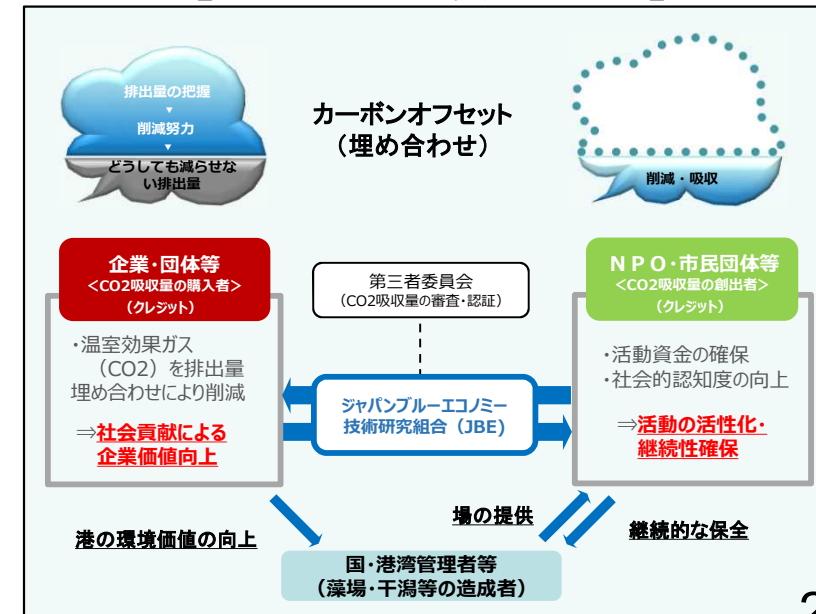 排出量の把握
▼
削減努力
▼
どうしても減らせな
い排出量
カーボンオフセット
（埋め合わせ）
削減・吸収
企業・団体等
＜CO2吸収量の購入者＞
（クレジット）
・温室効果ガス
（CO2）を排出量
埋め合わせにより削減
⇒社会貢献による
企業価値向上
第三者委員会
（CO2吸収量の審査・認証）
ジャパンブルーエコノミー
技術研究組合（JBE)
ＮＰＯ・市民団体等
＜CO2吸収量の創出者＞
（クレジット）
・活動資金の確保
・社会的認知度の向上
⇒活動の活性化・
継続性確保
港の環境価値の向上
場の提供
継続的な保全
国・港湾管理者等
（藻場・干潟等の造成者）